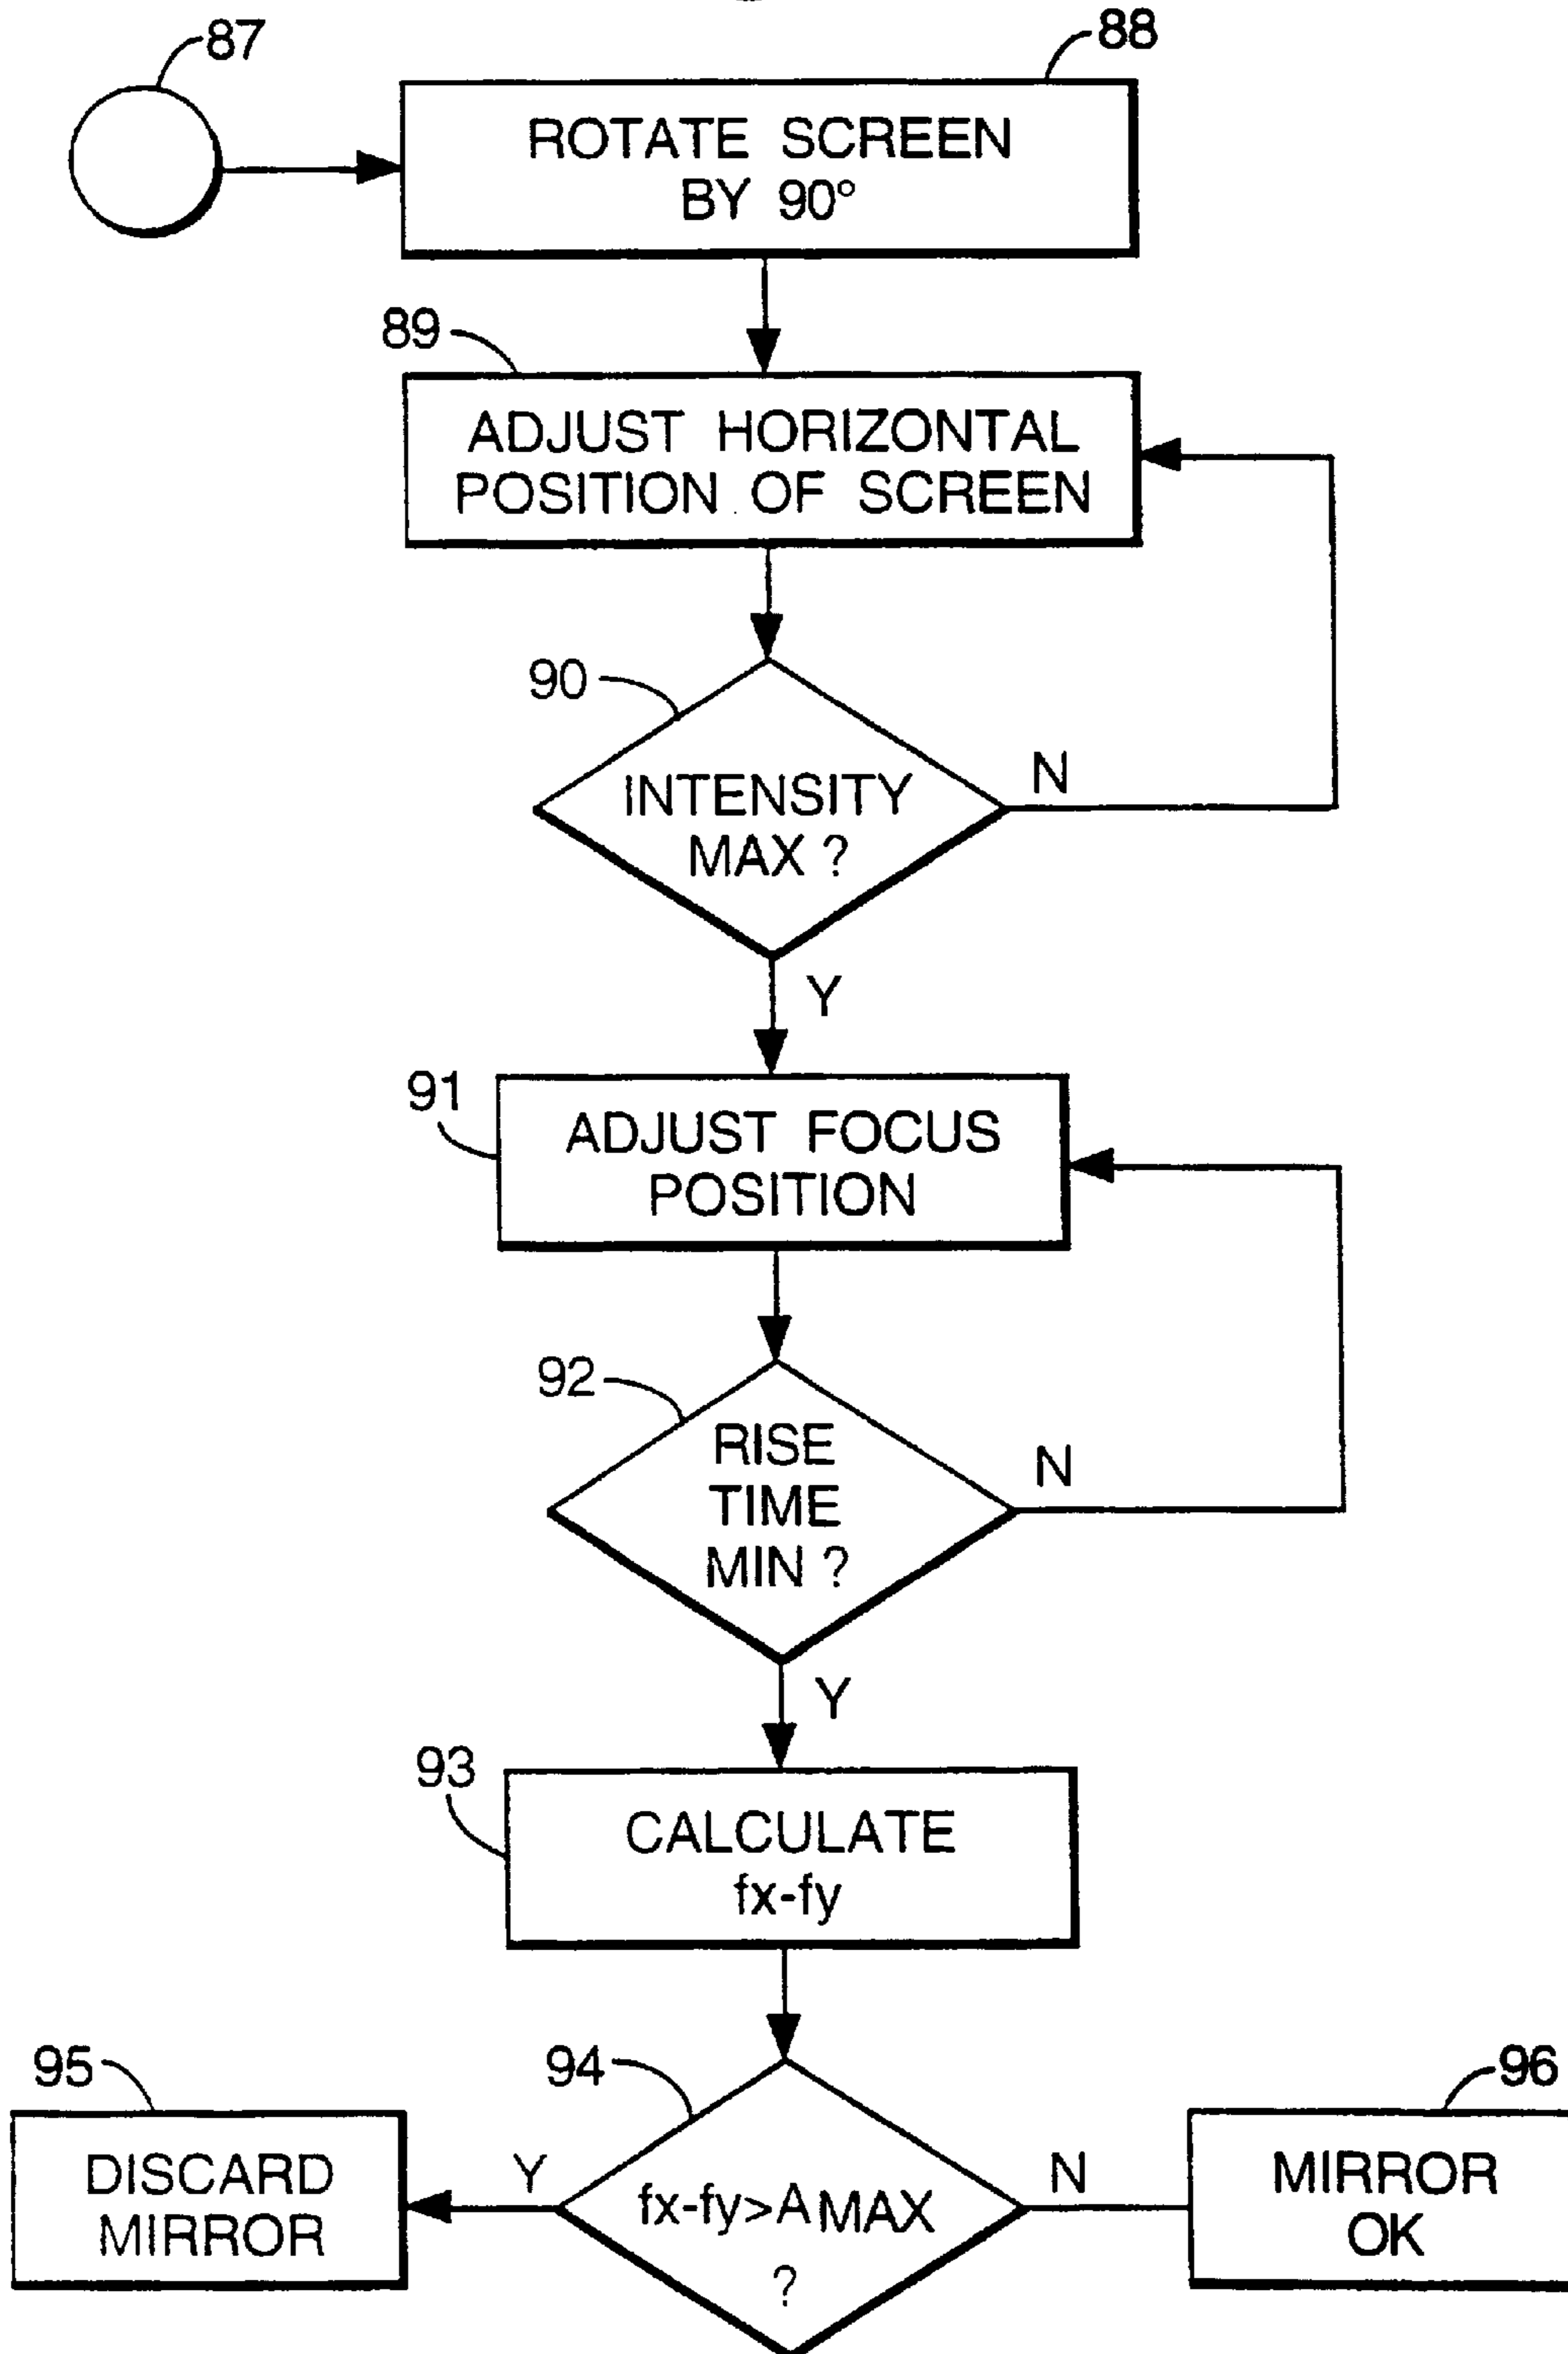 87
88
ROTATE SCREEN
BY 90°
89
ADJUST HORIZONTAL
POSITION OF SCREEN
90
INTENSITY
MAX ?
N
Y
91
ADJUST FOCUS
POSITION
92
RISE
TIME
MIN ?
N
Y
93
CALCULATE
fx-fy
95
94
96
DISCARD
MIRROR
Y
fx-fy>A MAX
?
N
MIRROR
OK